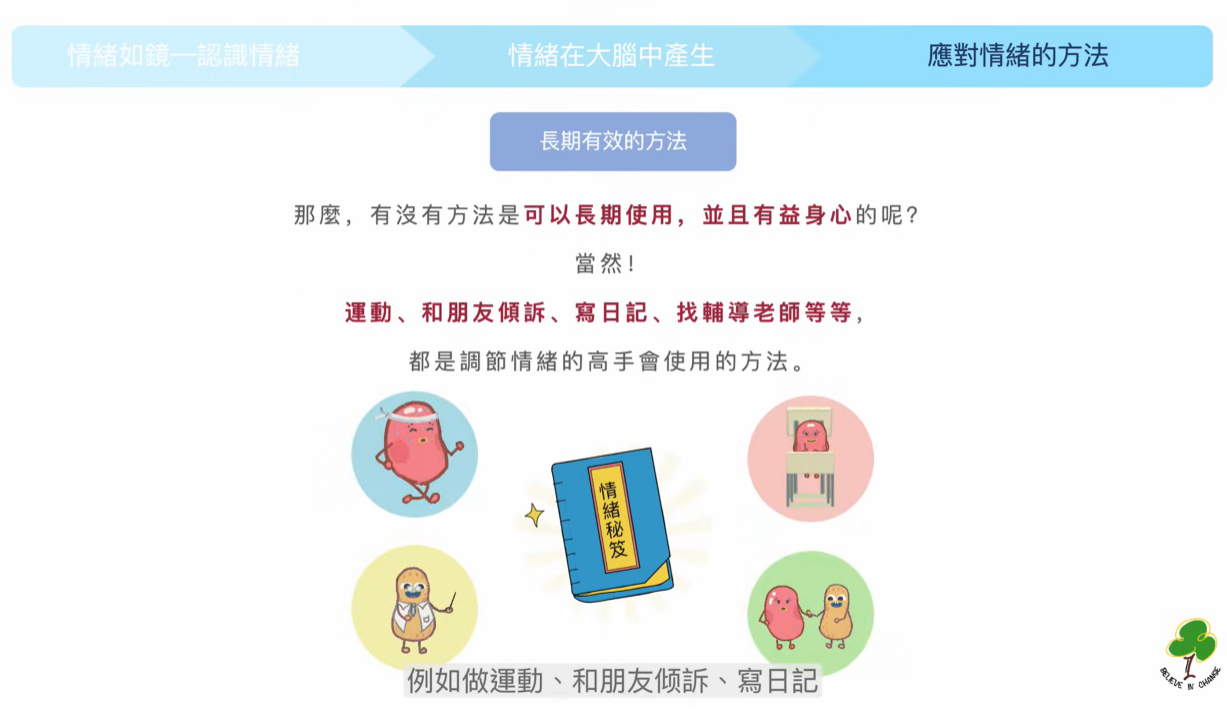 情緒如鏡—認識情緒
情緒在大腦中產生
應對情緒的方法
長期有效的方法
那麼，有沒有方法是可以長期使用，並且有益身心的呢？
當然！
運動、和朋友傾訴、寫日記、找輔導老師等等，
都是調節情緒的高手會使用的方法。
情緒秘笈
例如做運動、和朋友倾訴、寫日記
BELIEVE IN CHANGE